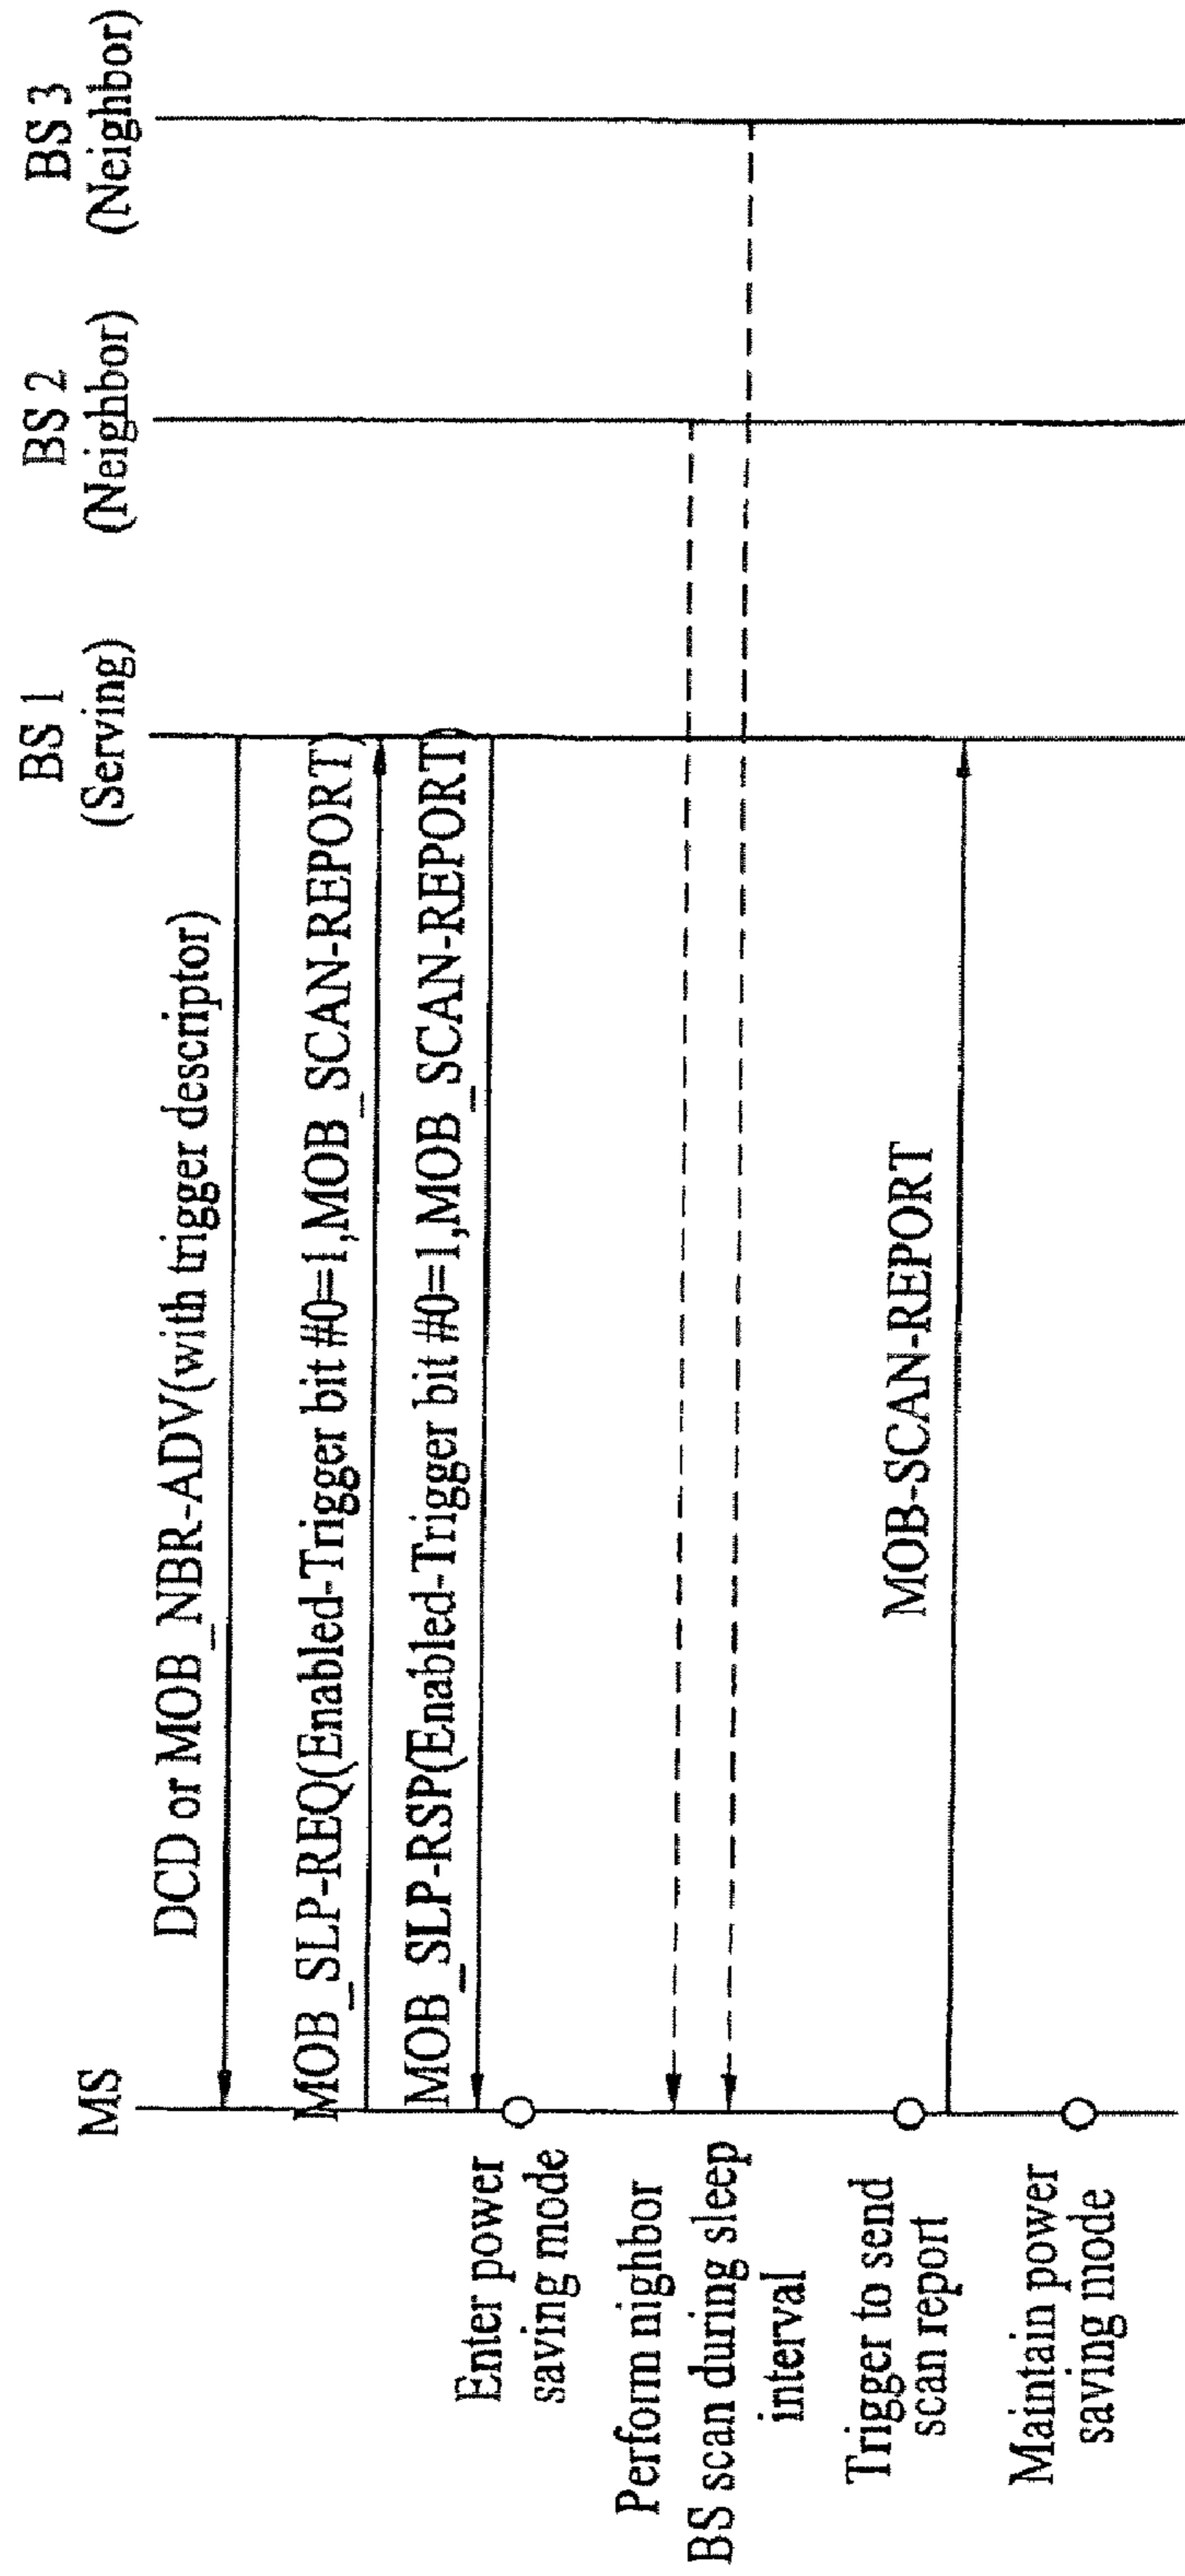 MS
BS 1
(Serving)
BS 2
(Neighbor)
BS 3
(Neighbor)
DCD or MOB_NBR-ADV(with trigger descriptor)
MOB_SLP-REQ(Enabled-Trigger bit #0=1,MOB_SCAN-REPORT)
MOB_SLP-RSP(Enabled-Trigger bit #0=1,MOB_SCAN-REPORT)
Enter power
saving mode
Perform nighbor
BS scan during sleep
interval
Trigger to send
scan report
MOB-SCAN-REPORT
Maintain power
saving mode